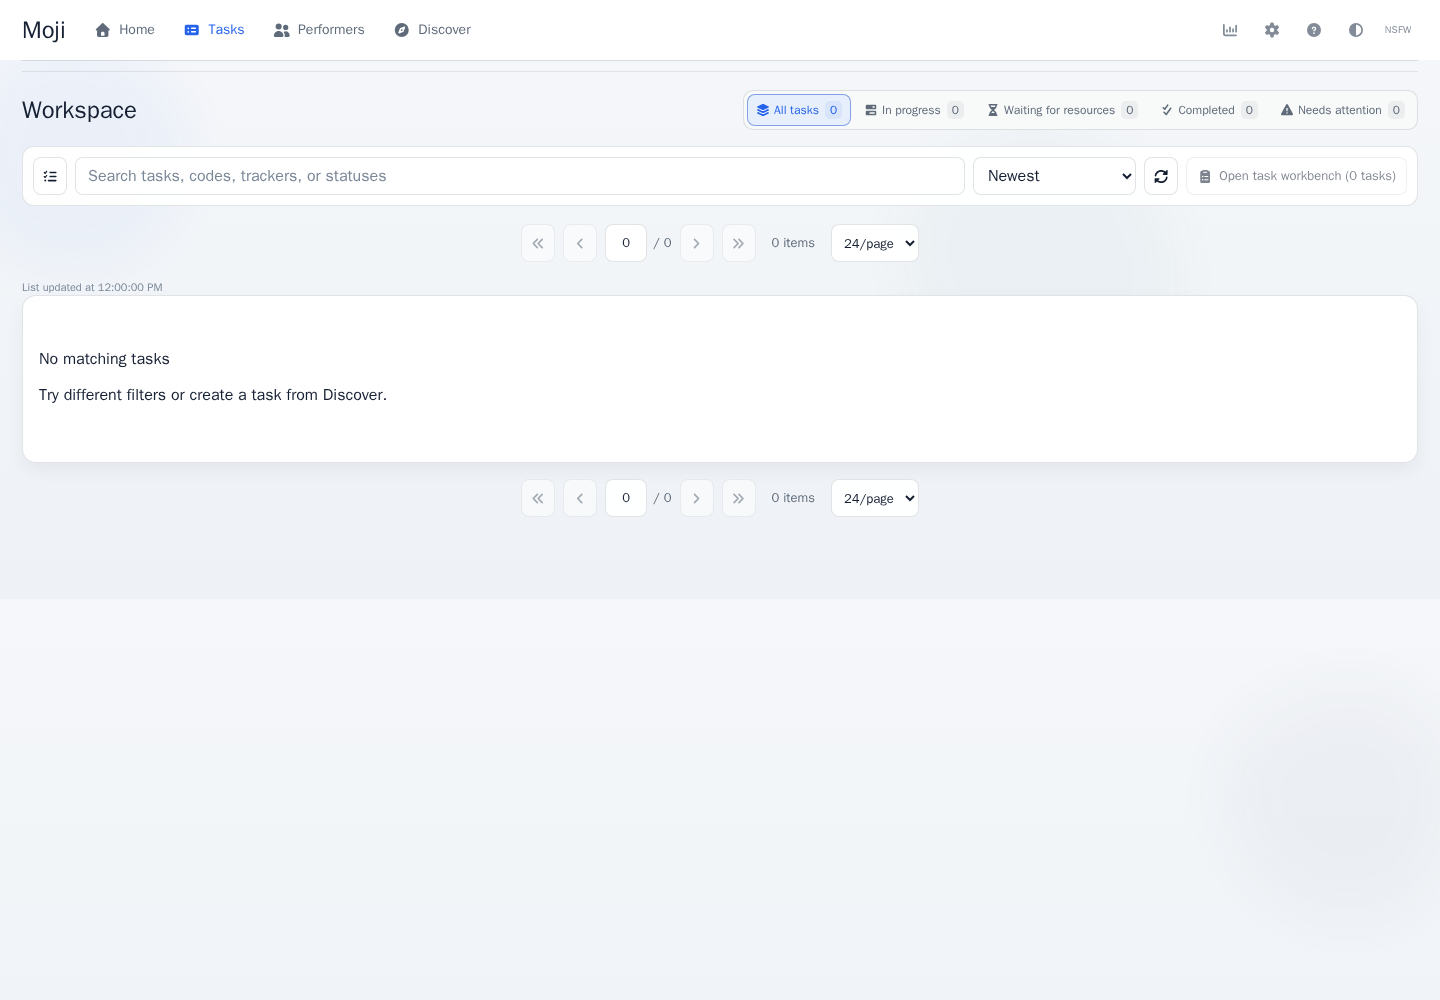 Moji Home Tasks Performers Discover NSFW
Workspace
All tasks 0 In progress 0 Waiting for resources 0 Completed 0 Needs attention 0
Search tasks, codes, trackers, or statuses Newest Open task workbench (0 tasks)
0 / 0 0 items 24/page
List updated at 12:00:00 PM
No matching tasks
Try different filters or create a task from Discover.
0 / 0 0 items 24/page